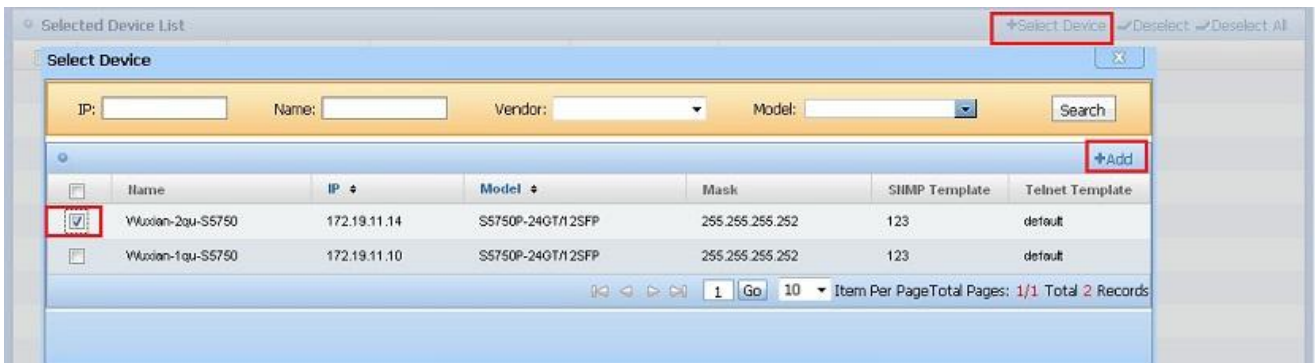 Selected Device List +Select Device Deselect Deselect All
Select Device
IP: Name: Vendor: Model: Search
+Add
Name IP Model Mask SNMP Template Telnet Template
Wuxian-2qu-S5750 172.19.11.14 S5750P-24GT/12SFP 255.255.255.252 123 default
Wuxian-1qu-S5750 172.19.11.10 S5750P-24GT/12SFP 255.255.255.252 123 default
1 Go 10 Item Per PageTotal Pages: 1/1 Total 2 Records